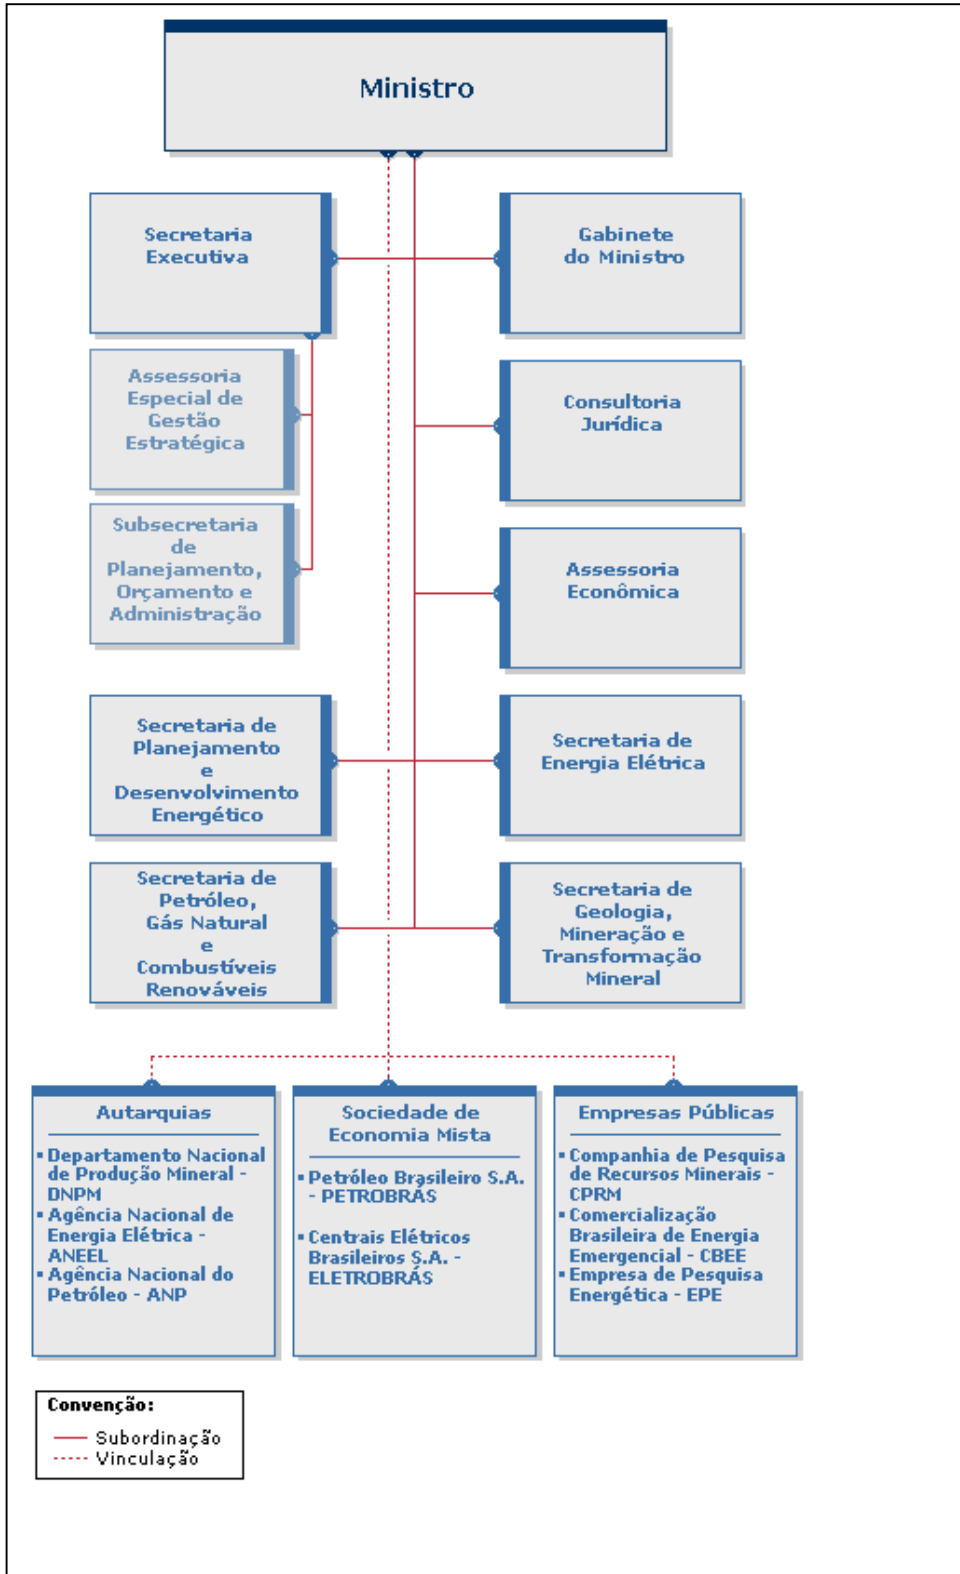 Ministro
Secretaria
Executiva
Gabinete
do Ministro
Assessoria
Especial de
Gestão
Estratégica
Consultoria
Jurídica
Subsecretaria
de
Planejamento,
Orçamento e
Administração
Assessoria
Econômica
Secretaria de
Planejamento
e
Desenvolvimento
Energético
Secretaria de
Energia Elétrica
Secretaria de
Petróleo,
Gás Natural
e
Combustíveis
Renováveis
Secretaria de
Geologia,
Mineração e
Transformação
Mineral
Autarquias
▪ Departamento Nacional
de Produção Mineral -
DNPM
▪ Agência Nacional de
Energia Elétrica -
ANEEL
▪ Agência Nacional do
Petróleo - ANP
Sociedade de
Economia Mista
▪ Petróleo Brasileiro S.A.
- PETROBRÁS
▪ Centrais Elétricos
Brasileiros S.A. -
ELETROBRÁS
Empresas Públicas
▪ Companhia de Pesquisa
de Recursos Minerais -
CPRM
▪ Comercialização
Brasileira de Energia
Emergencial - CBEE
▪ Empresa de Pesquisa
Energética - EPE
Convenção:
Subordinação
Vinculação